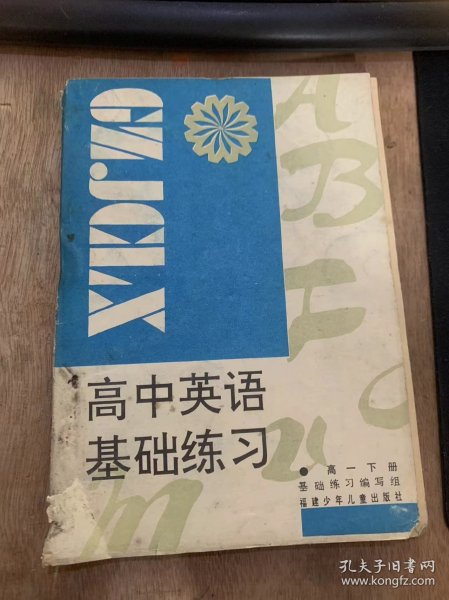 GZJCLX
A
B
F
高中英语
基础练习
●高一下册
基础练习编写组
福建少年儿童出版社
孔夫子旧书网
www.kongfz.com